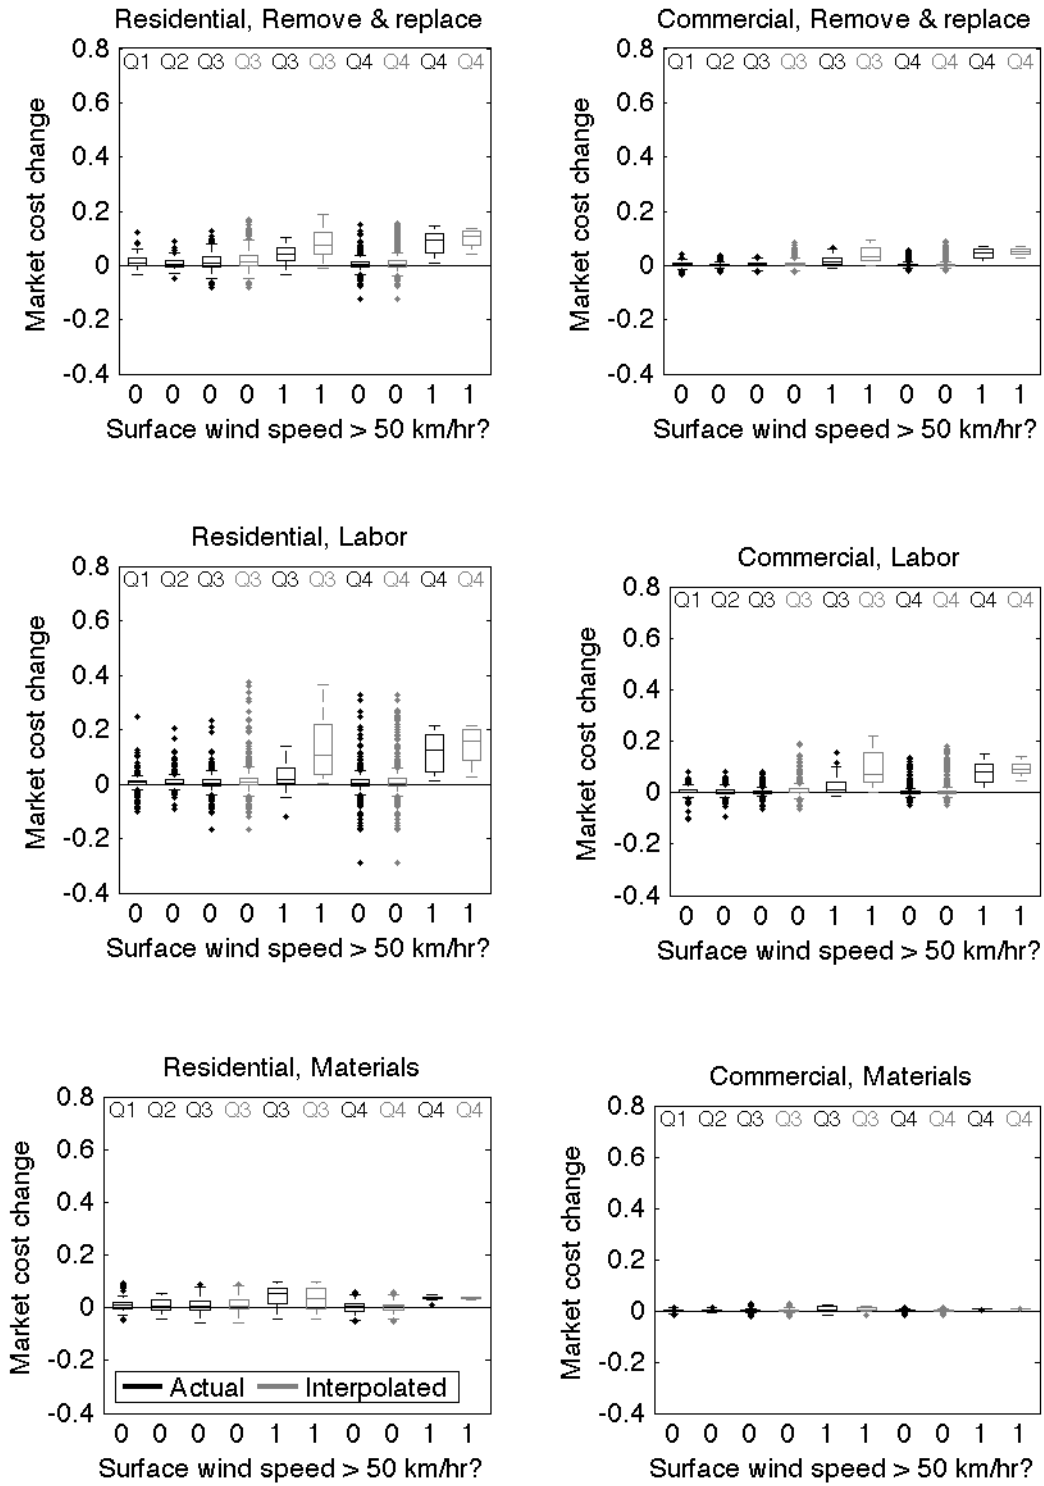 Residential, Remove & replace
Market cost change
0.8
0.6
0.4
0.2
0
-0.2
-0.4
Q1 Q2 Q3 Q3 Q3 Q3 Q4 Q4 Q4 Q4
0 0 0 0 1 1 0 0 1 1
Surface wind speed > 50 km/hr?
Commercial, Remove & replace
Market cost change
0.8
0.6
0.4
0.2
0
-0.2
-0.4
Q1 Q2 Q3 Q3 Q3 Q3 Q4 Q4 Q4 Q4
0 0 0 0 1 1 0 0 1 1
Surface wind speed > 50 km/hr?
Residential, Labor
Market cost change
0.8
0.6
0.4
0.2
0
-0.2
-0.4
Q1 Q2 Q3 Q3 Q3 Q3 Q4 Q4 Q4 Q4
0 0 0 0 1 1 0 0 1 1
Surface wind speed > 50 km/hr?
Commercial, Labor
Market cost change
0.8
0.6
0.4
0.2
0
-0.2
-0.4
Q1 Q2 Q3 Q3 Q3 Q3 Q4 Q4 Q4 Q4
0 0 0 0 1 1 0 0 1 1
Surface wind speed > 50 km/hr?
Residential, Materials
Market cost change
0.8
0.6
0.4
0.2
0
-0.2
-0.4
Q1 Q2 Q3 Q3 Q3 Q3 Q4 Q4 Q4 Q4
Actual Interpolated
0 0 0 0 1 1 0 0 1 1
Surface wind speed > 50 km/hr?
Commercial, Materials
Market cost change
0.8
0.6
0.4
0.2
0
-0.2
-0.4
Q1 Q2 Q3 Q3 Q3 Q3 Q4 Q4 Q4 Q4
0 0 0 0 1 1 0 0 1 1
Surface wind speed > 50 km/hr?